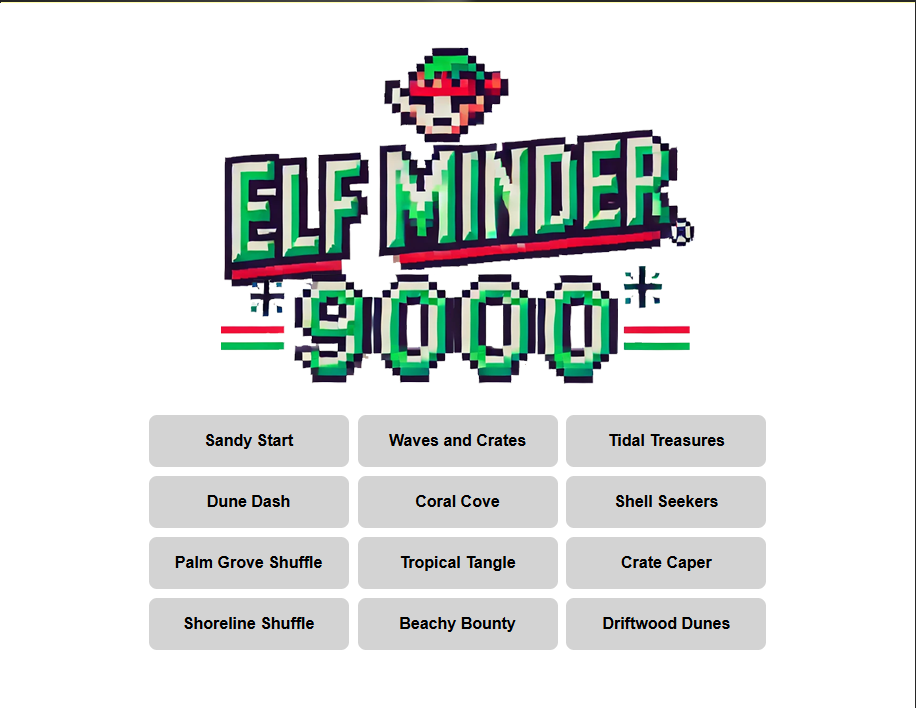 ELF MINDER
9000
Sandy Start
Waves and Crates
Tidal Treasures
Dune Dash
Coral Cove
Shell Seekers
Palm Grove Shuffle
Tropical Tangle
Crate Caper
Shoreline Shuffle
Beachy Bounty
Driftwood Dunes